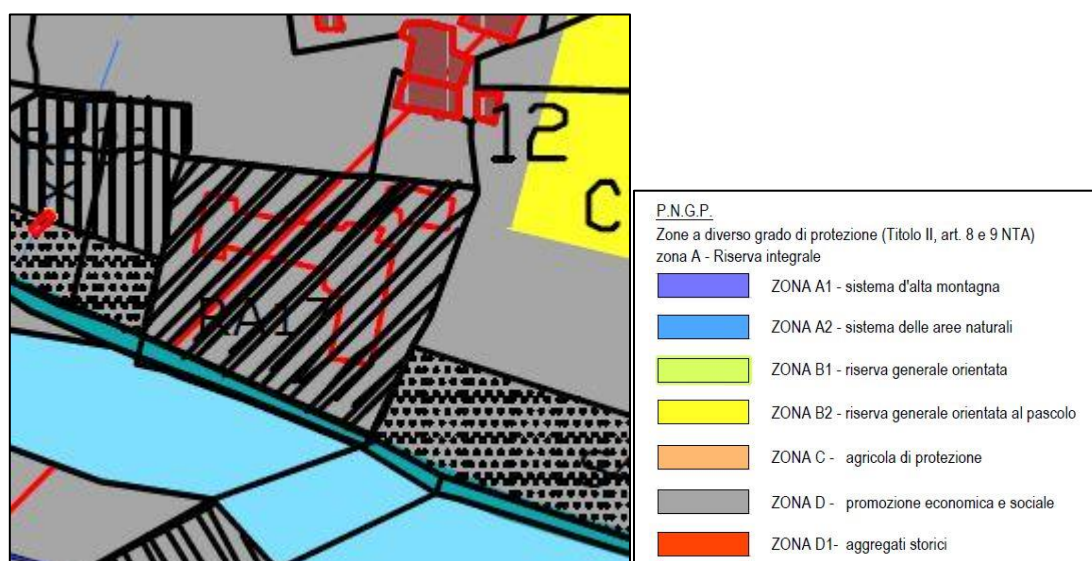 12
C
RA17
P.N.G.P.
Zone a diverso grado di protezione (Titolo II, art. 8 e 9 NTA)
zona A - Riserva integrale
ZONA A1 - sistema d'alta montagna
ZONA A2 - sistema delle aree naturali
ZONA B1 - riserva generale orientata
ZONA B2 - riserva generale orientata al pascolo
ZONA C - agricola di protezione
ZONA D - promozione economica e sociale
ZONA D1- aggregati storici